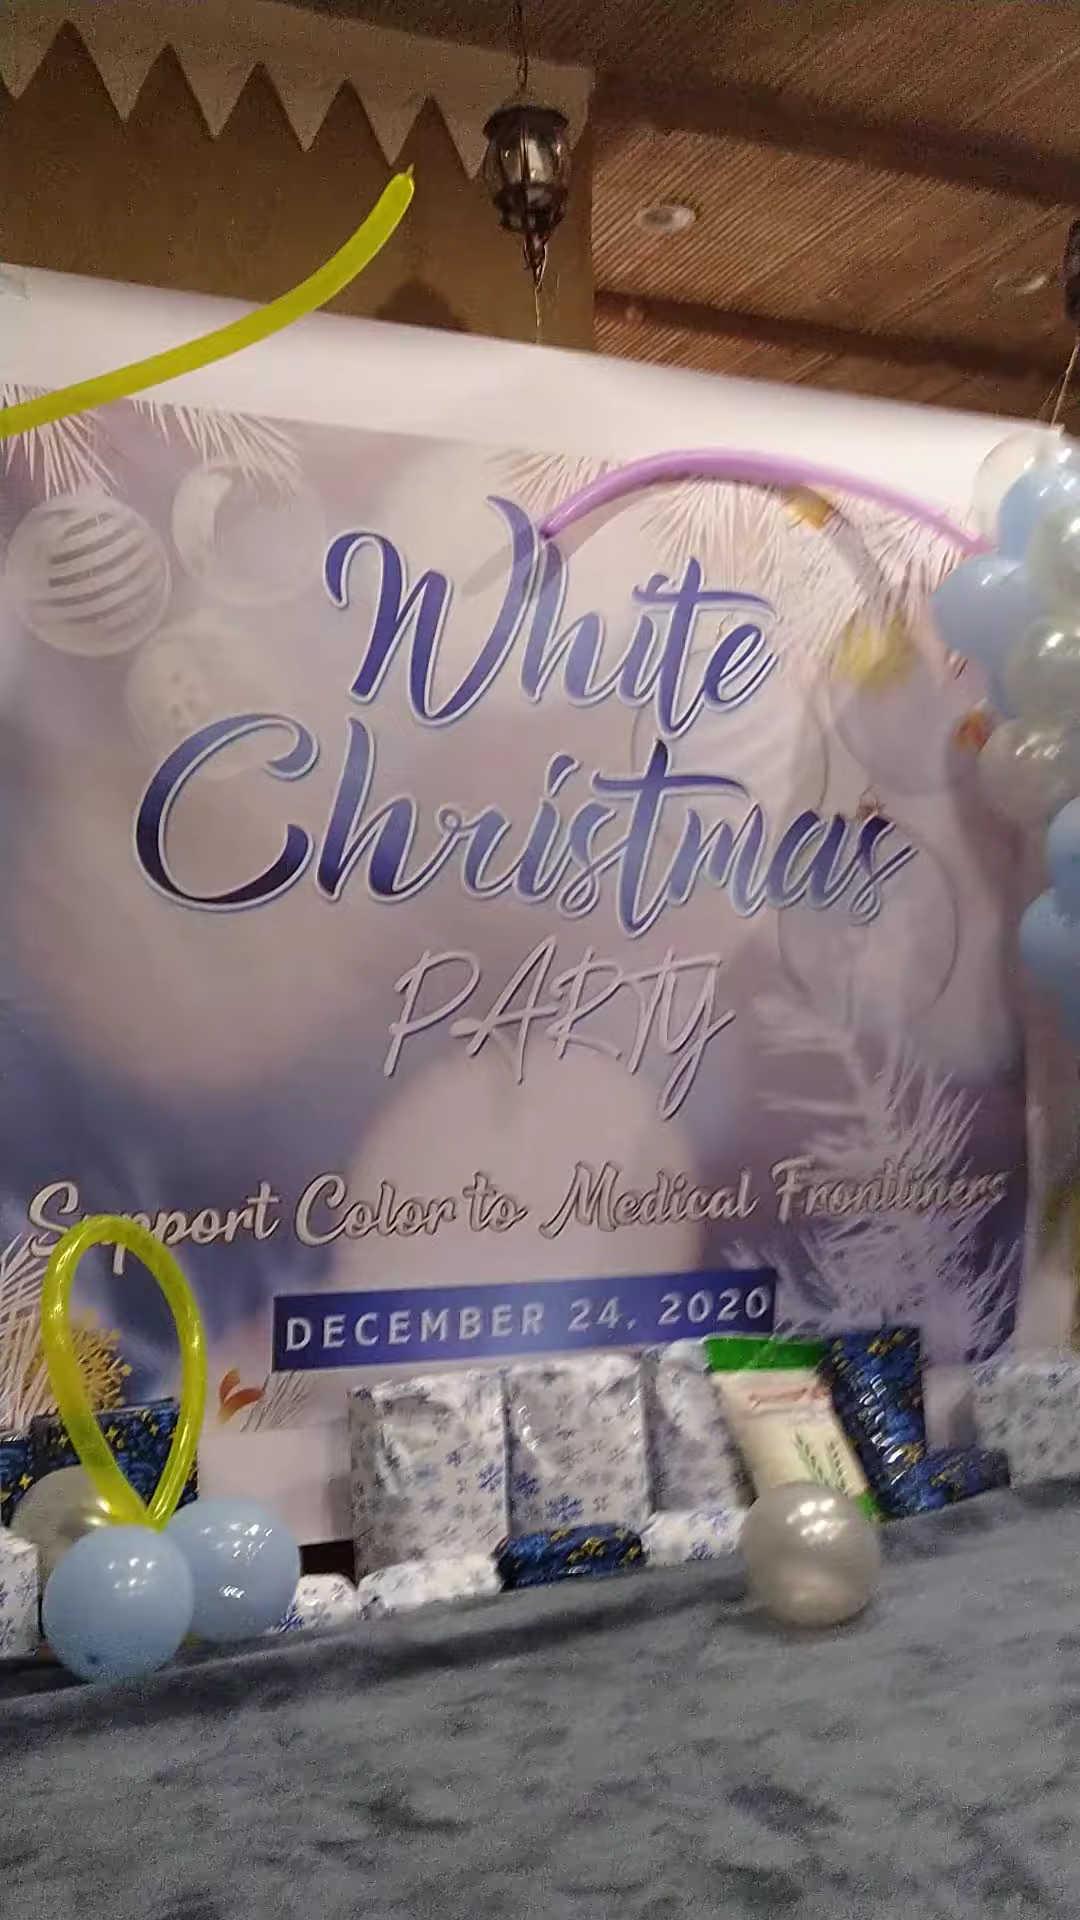 White
Christmas
PARTY
Support Color to Medical Frontliners
DECEMBER 24, 2020